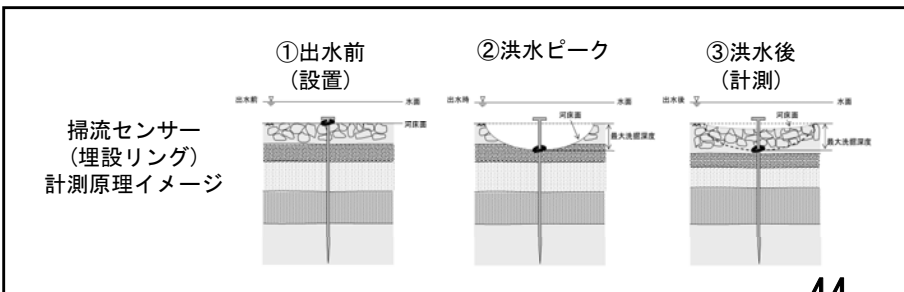 掃流センサー
（埋設リング）
計測原理イメージ
①出水前
（設置）
出水前
水面
河床面
②洪水ピーク
出水時
水面
河床面
最大洗掘深度
③洪水後
（計測）
出水後
水面
河床面
最大洗掘深度
44